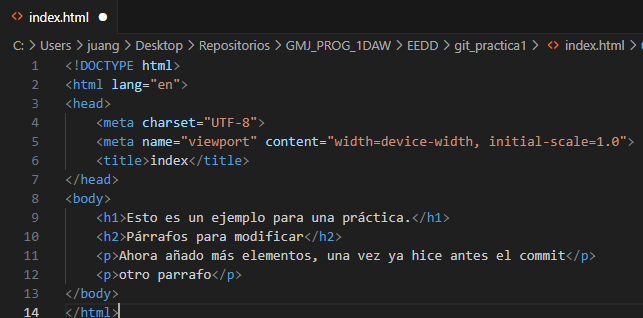 <> index.html ●
C: > Users > juang > Desktop > Repositorios > GMJ_PROG_1DAW > EEDD > git_practica1 > <> index.html >
1 <!DOCTYPE html>
2 <html lang="en">
3 <head>
4     <meta charset="UTF-8">
5     <meta name="viewport" content="width=device-width, initial-scale=1.0">
6     <title>index</title>
7 </head>
8 <body>
9     <h1>Esto es un ejemplo para una práctica.</h1>
10     <h2>Párrafos para modificar</h2>
11     <p>Ahora añado más elementos, una vez ya hice antes el commit</p>
12     <p>otro parrafo</p>
13 </body>
14 </html>